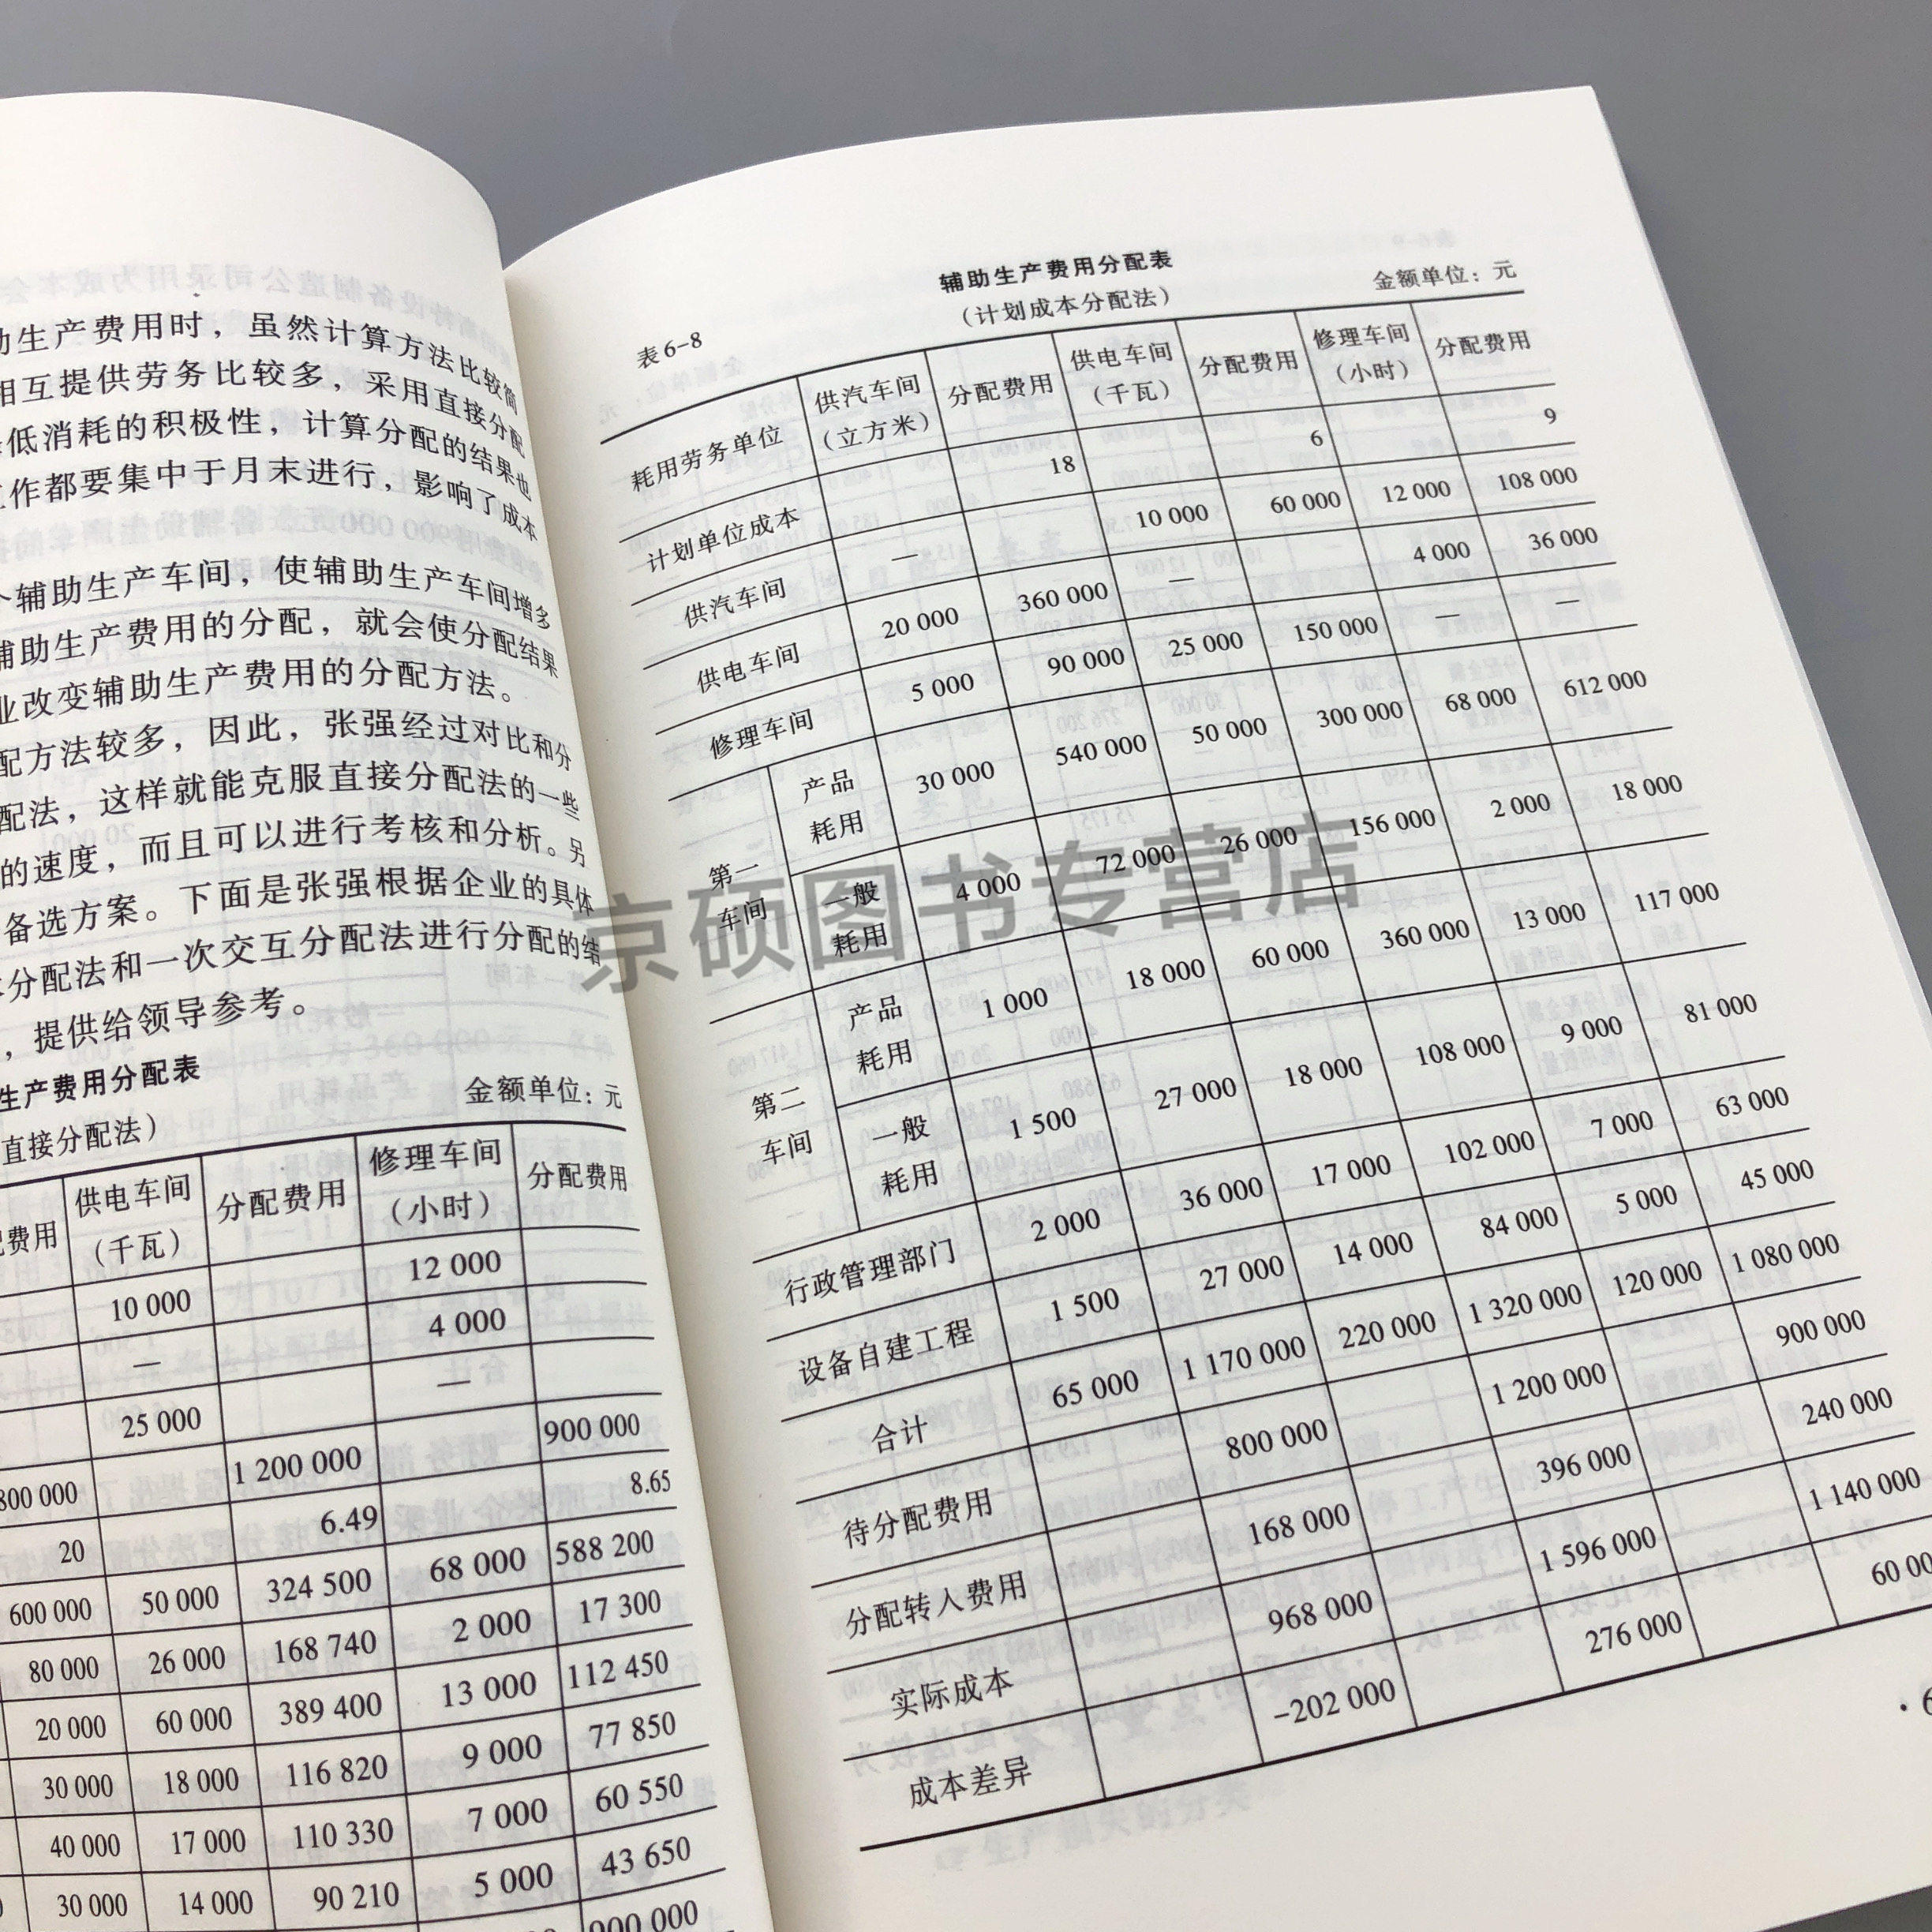 助生产费用时，虽然计算方法比较简
相互提供劳务比较多，采用直接分配
低消耗的积极性，计算分配的结果也
工作都要集中于月末进行，影响了成本
个辅助生产车间，使辅助生产车间增多
辅助生产费用的分配，就会使分配结果
业改变辅助生产费用的分配方法。
配方法较多，因此，张强经过对比和分
配法，这样就能克服直接分配法的一些
的速度，而且可以进行考核和分析。另
备选方案。下面是张强根据企业的具体
本分配法和一次交互分配法进行分配的结
，提供给领导参考。
生产费用分配表
直接分配法） 金额单位：元
费用 供电车间（千瓦） 分配费用 修理车间（小时） 分配费用
10 000 12 000
— 4 000
25 000 —
800 000 1 200 000 900 000
20 6.49 8.65
600 000 50 000 324 500 68 000 588 200
80 000 26 000 168 740 2 000 17 300
20 000 60 000 389 400 13 000 112 450
30 000 18 000 116 820 9 000 77 850
40 000 17 000 110 330 7 000 60 550
30 000 14 000 90 210 5 000 43 650
900 000
辅助生产费用分配表
（计划成本分配法）
表6-8 金额单位：元
耗用劳务单位 供汽车间（立方米） 分配费用 供电车间（千瓦） 分配费用 修理车间（小时） 分配费用
计划单位成本 18 6 9
供汽车间 — 10 000 60 000 12 000 108 000
供电车间 20 000 360 000 — 4 000 36 000
修理车间 5 000 90 000 25 000 150 000 — —
第一车间 产品耗用 30 000 540 000 50 000 300 000 68 000 612 000
一般耗用 4 000 72 000 26 000 156 000 2 000 18 000
第二车间 产品耗用 1 000 18 000 60 000 360 000 13 000 117 000
一般耗用 1 500 27 000 18 000 108 000 9 000 81 000
行政管理部门 2 000 36 000 17 000 102 000 7 000 63 000
设备自建工程 1 500 27 000 14 000 84 000 5 000 45 000
合计 65 000 1 170 000 220 000 1 320 000 120 000 1 080 000
待分配费用 800 000 1 200 000 900 000
分配转入费用 168 000 396 000 240 000
实际成本 968 000 1 596 000 1 140 000
成本差异 -202 000 276 000 60 00
· 6
京硕图书专营店